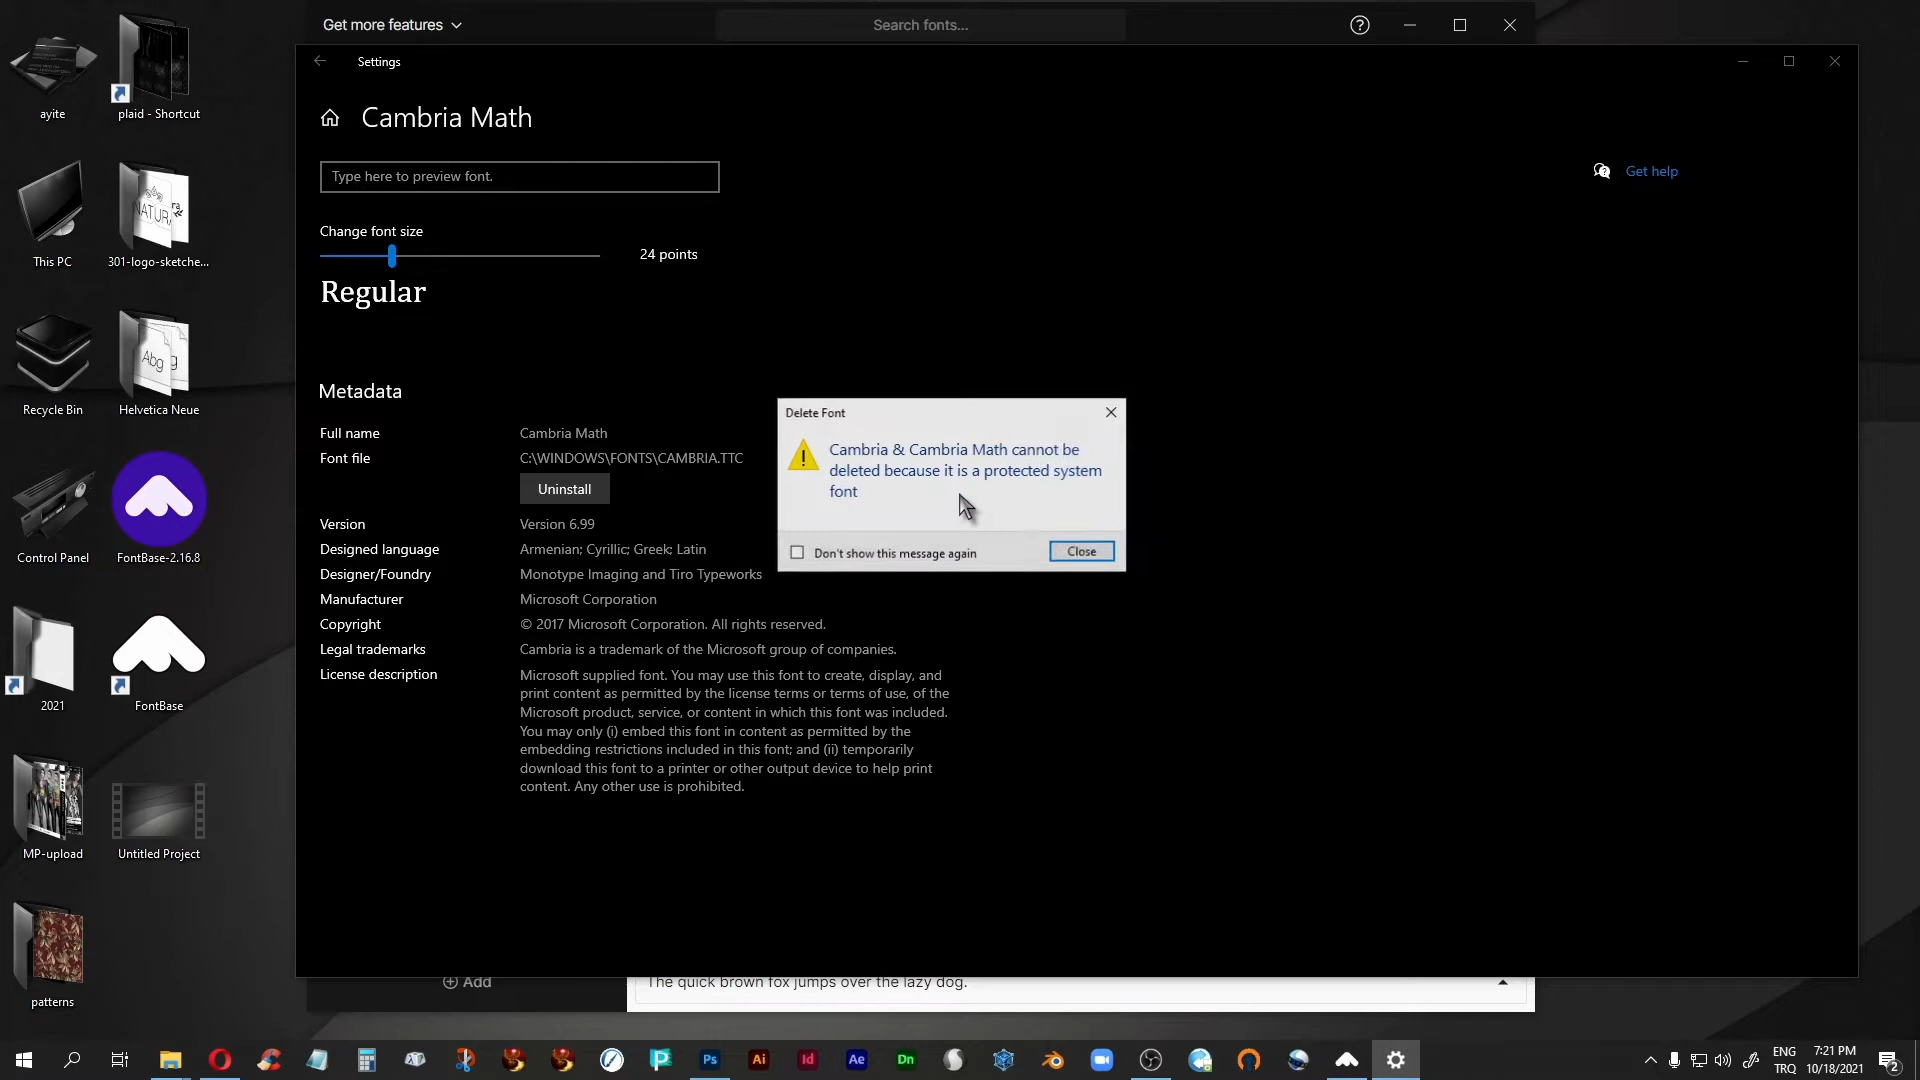 Get more features
Search fonts...
Settings
Cambria Math
Type here to preview font.
Get help
Change font size
24 points
Regular
Metadata
Full name
Cambria Math
Font file
C:\WINDOWS\FONTS\CAMBRIA.TTC
Uninstall
Version
Version 6.99
Designed language
Armenian; Cyrillic; Greek; Latin
Designer/Foundry
Monotype Imaging and Tiro Typeworks
Manufacturer
Microsoft Corporation
Copyright
© 2017 Microsoft Corporation. All rights reserved.
Legal trademarks
Cambria is a trademark of the Microsoft group of companies.
License description
Microsoft supplied font. You may use this font to create, display, and
print content as permitted by the license terms or terms of use, of the
Microsoft product, service, or content in which this font was included.
You may only (i) embed this font in content as permitted by the
embedding restrictions included in this font; and (ii) temporarily
download this font to a printer or other output device to help print
content. Any other use is prohibited.
Delete Font
Cambria & Cambria Math cannot be
deleted because it is a protected system
font
Don't show this message again
Close
Add
The quick brown fox jumps over the lazy dog.
ayite
plaid - Shortcut
This PC
NATURA
301-logo-sketche...
Recycle Bin
Abg
Helvetica Neue
Control Panel
FontBase-2.16.8
2021
FontBase
MP-upload
Untitled Project
patterns
Ps
Ai
Id
Ae
Dn
ENG
TRQ
7:21 PM
10/18/2021
2